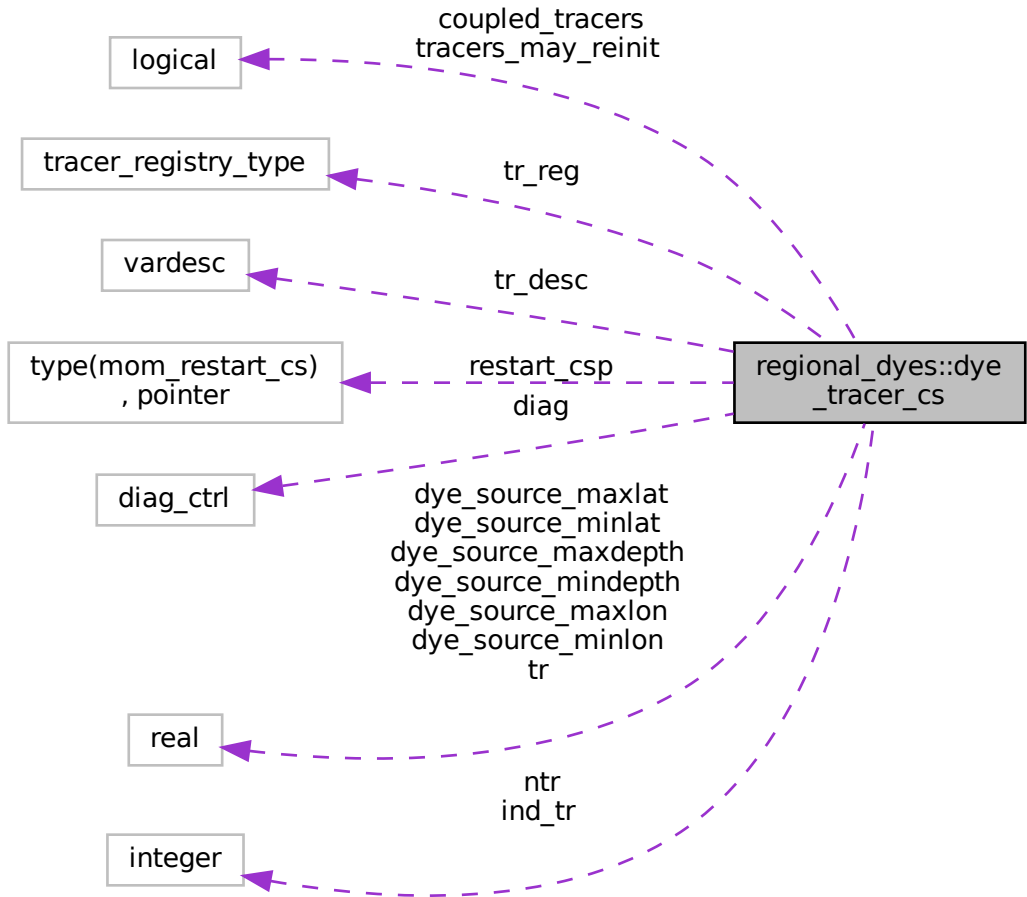 coupled_tracers
tracers_may_reinit
logical
tracer_registry_type
tr_reg
vardesc
tr_desc
type(mom_restart_cs)
, pointer
restart_csp
regional_dyes::dye
_tracer_cs
diag
diag_ctrl
dye_source_maxlat
dye_source_minlat
dye_source_maxdepth
dye_source_mindepth
dye_source_maxlon
dye_source_minlon
tr
real
ntr
ind_tr
integer